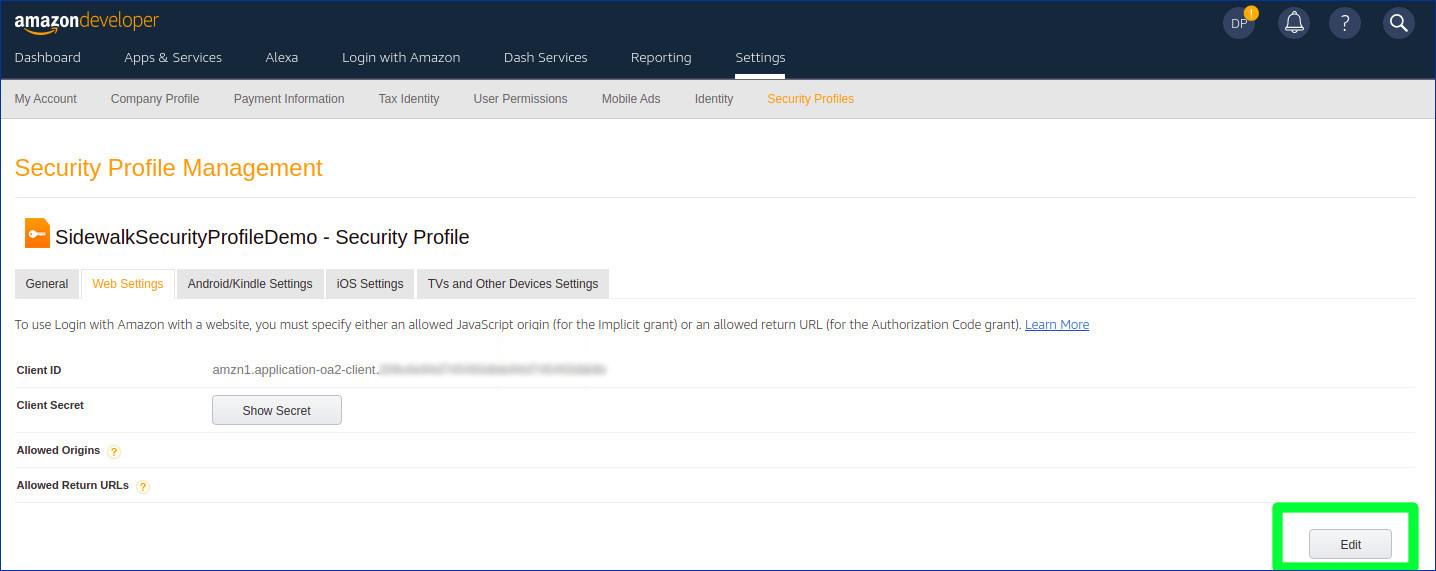 amazondeveloper
DP !
?
Dashboard Apps & Services Alexa Login with Amazon Dash Services Reporting Settings
My Account Company Profile Payment Information Tax Identity User Permissions Mobile Ads Identity Security Profiles
Security Profile Management
SidewalkSecurityProfileDemo - Security Profile
General Web Settings Android/Kindle Settings iOS Settings TVs and Other Devices Settings
To use Login with Amazon with a website, you must specify either an allowed JavaScript origin (for the Implicit grant) or an allowed return URL (for the Authorization Code grant). Learn More
Client ID amzn1.application-oa2-client.
Client Secret Show Secret
Allowed Origins ?
Allowed Return URLs ?
Edit